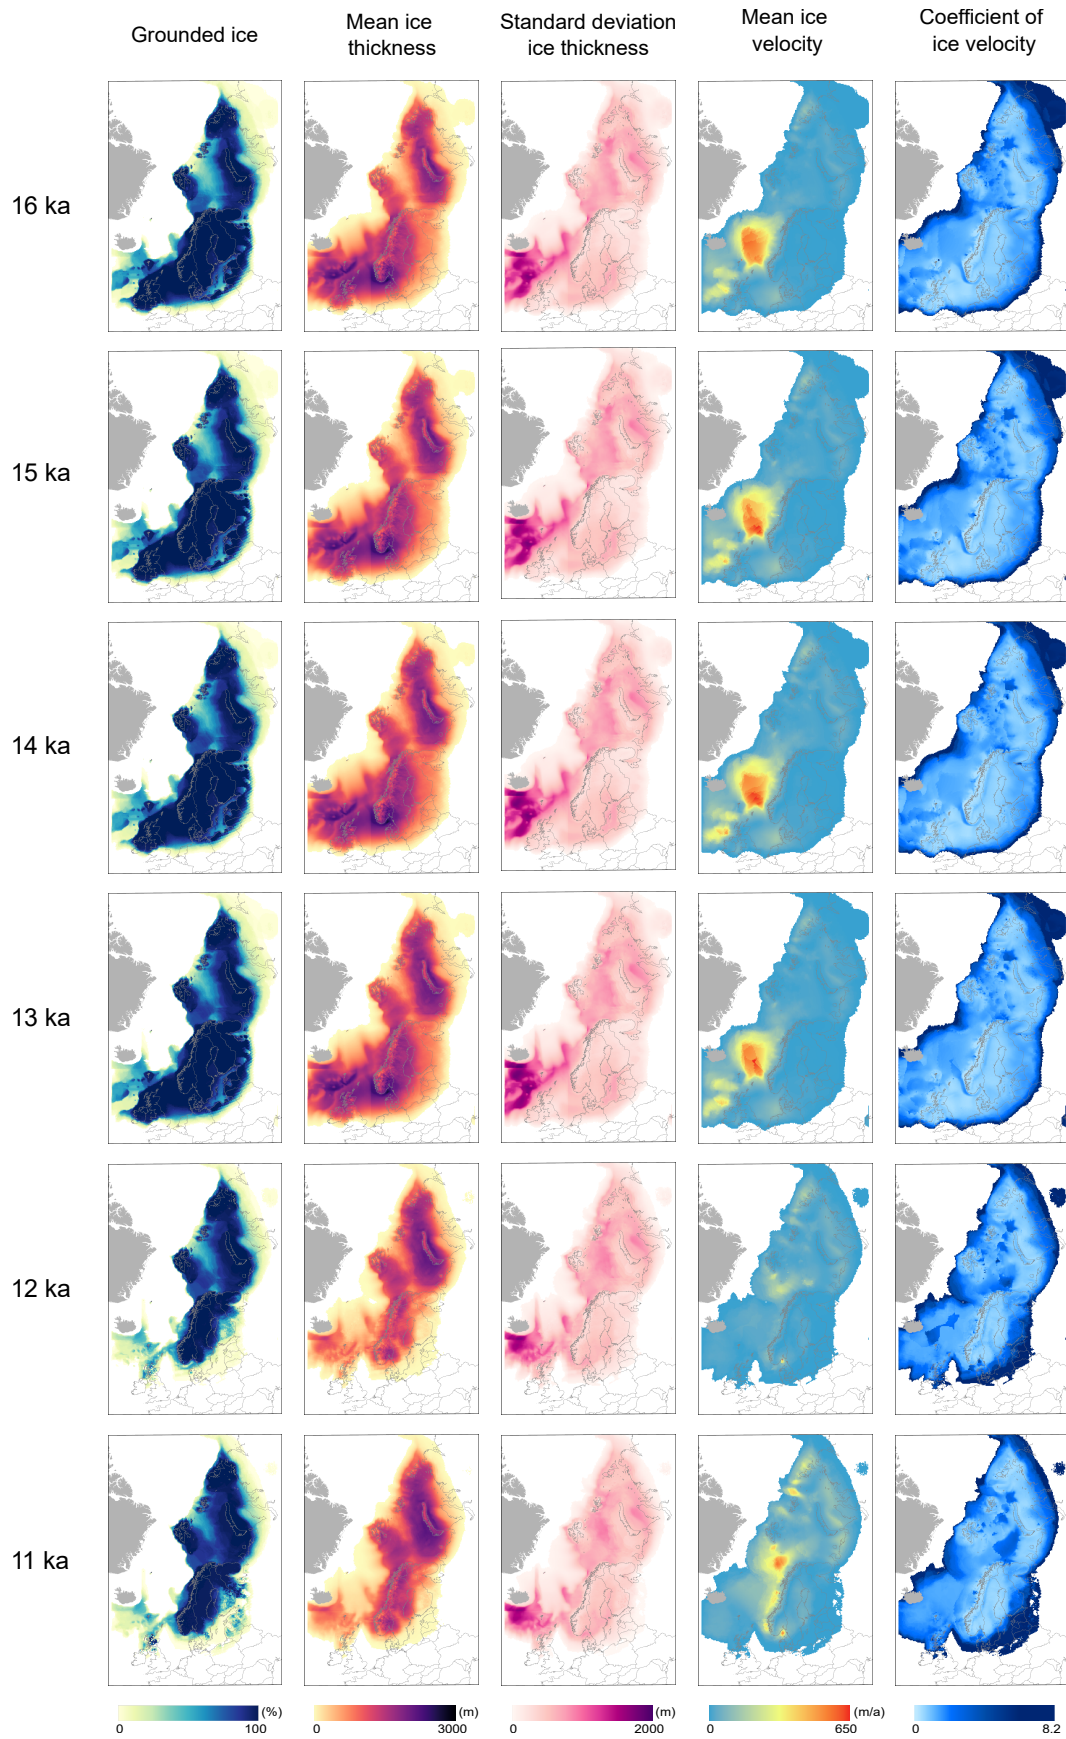 Grounded ice
Mean ice
thickness
Standard deviation
ice thickness
Mean ice
velocity
Coefficient of
ice velocity
16 ka
15 ka
14 ka
13 ka
12 ka
11 ka
(%)
0 100
(m)
0 3000
(m)
0 2000
(m/a)
0 650
0 8.2